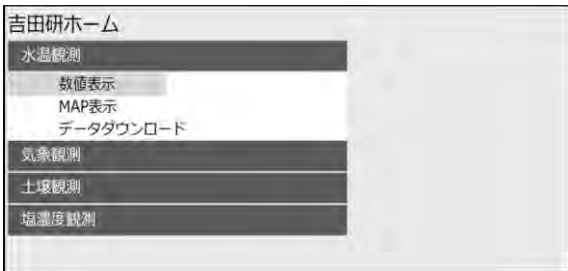 吉田研ホーム
水温観測
数値表示
MAP表示
データダウンロード
気象観測
土壌観測
塩濃度観測